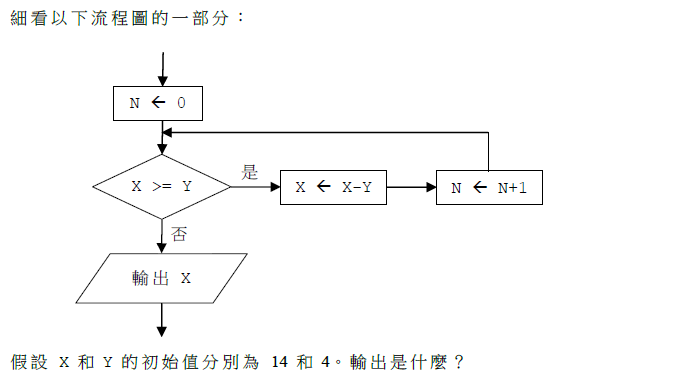 細看以下流程圖的一部分：
N ← 0
X >= Y
是
X ← X-Y
N ← N+1
否
輸出 X
假設 X 和 Y 的初始值分別為 14 和 4。輸出是什麼？